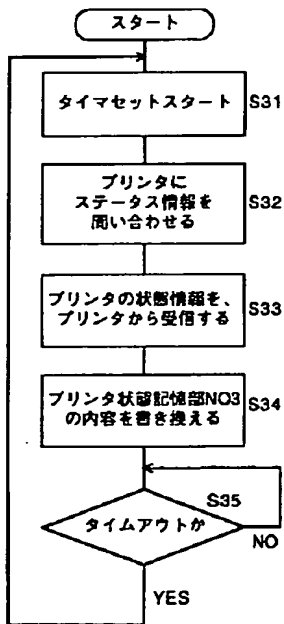 スタート
タイマセットスタート
S31
プリンタに
ステータス情報を
問い合わせる
S32
プリンタの状態情報を、
プリンタから受信する
S33
プリンタ状態記憶部NO3
の内容を書き換える
S34
S35
タイムアウトか
NO
YES